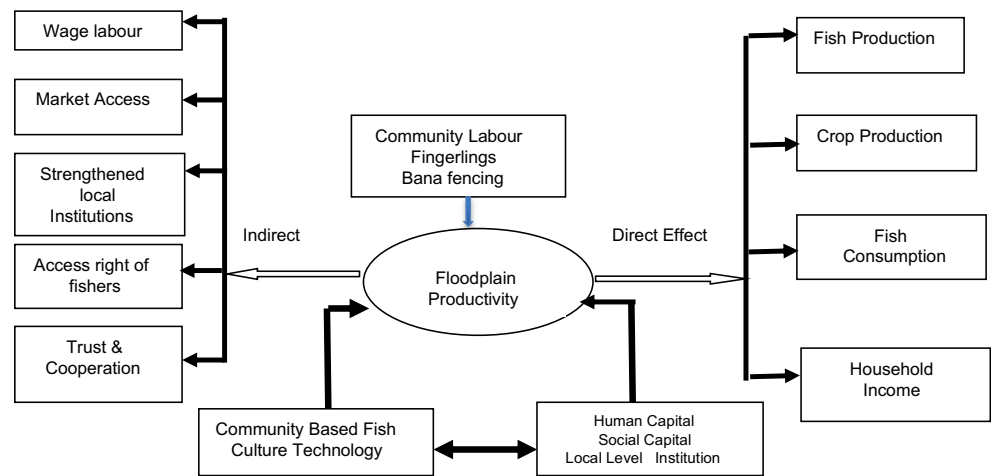 Wage labour
Market Access
Strengthened
local
Institutions
Access right of
fishers
Trust &
Cooperation
Indirect
Community Labour
Fingerlings
Bana fencing
Floodplain
Productivity
Direct Effect
Fish Production
Crop Production
Fish
Consumption
Household
Income
Community Based Fish
Culture Technology
Human Capital
Social Capital
Local Level Institution